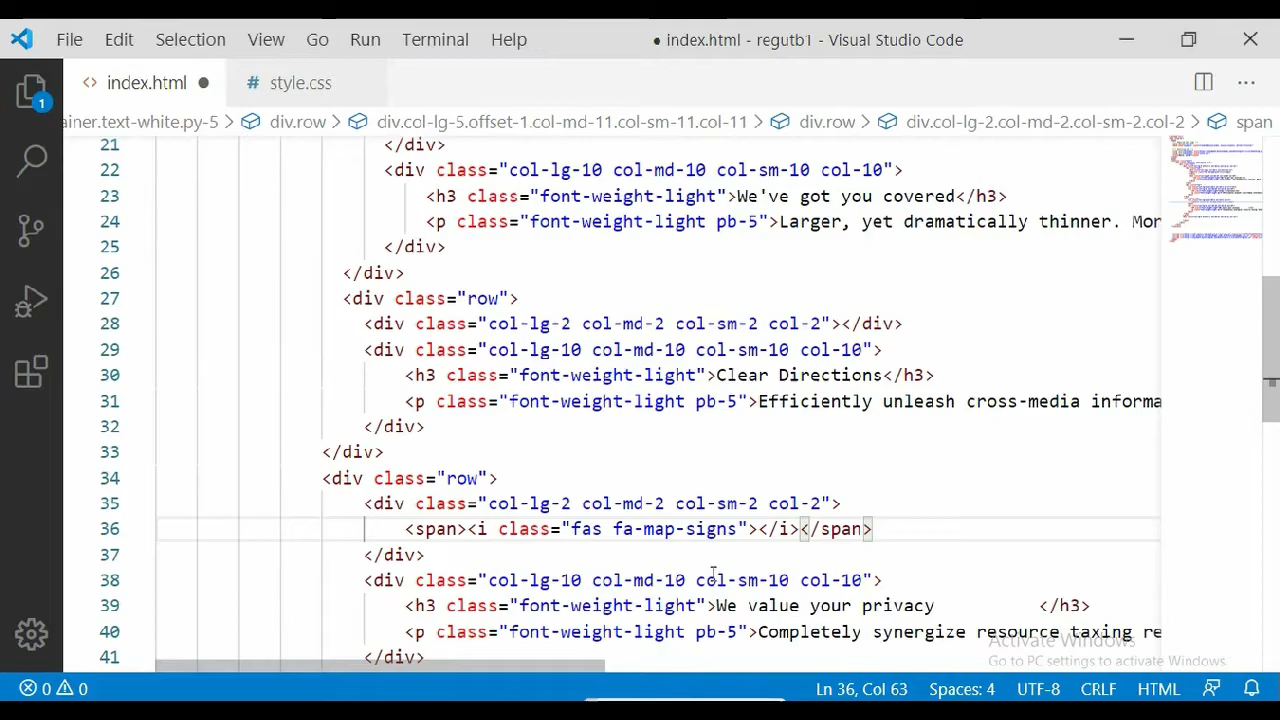 File Edit Selection View Go Run Terminal Help ● index.html - regutb1 - Visual Studio Code
<> index.html ● # style.css ...
ainer.text-white.py-5 > div.row > div.col-lg-5.offset-1.col-md-11.col-sm-11.col-11 > div.row > div.col-lg-2.col-md-2.col-sm-2.col-2 > span
1
21 </div>
22 <div class="col-lg-10 col-md-10 col-sm-10 col-10">
23 <h3 class="font-weight-light">We've got you covered</h3>
24 <p class="font-weight-light pb-5">Larger, yet dramatically thinner. Mor
25 </div>
26 </div>
27 <div class="row">
28 <div class="col-lg-2 col-md-2 col-sm-2 col-2"></div>
29 <div class="col-lg-10 col-md-10 col-sm-10 col-10">
30 <h3 class="font-weight-light">Clear Directions</h3>
31 <p class="font-weight-light pb-5">Efficiently unleash cross-media informa
32 </div>
33 </div>
34 <div class="row">
35 <div class="col-lg-2 col-md-2 col-sm-2 col-2">
36 <span><i class="fas fa-map-signs"></i></span>
37 </div>
38 <div class="col-lg-10 col-md-10 col-sm-10 col-10">
39 <h3 class="font-weight-light">We value your privacy </h3>
40 <p class="font-weight-light pb-5">Completely synergize resource taxing re
41 </div>
Activate Windows
Go to PC settings to activate Windows.
0 0 Ln 36, Col 63 Spaces: 4 UTF-8 CRLF HTML